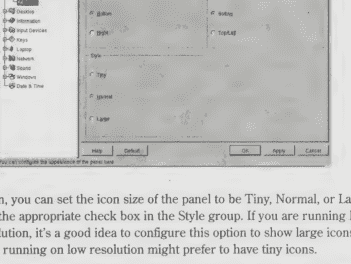 Desktop
Information
Input Devices
Keys
Laptop
Network
Sound
Windows
Date & Time
Bottom
Right
Style
Tiny
Normal
Large
Help Default
OK Apply Cancel
You can configure the appearance of the panel here
n, you can set the icon size of the panel to be Tiny, Normal, or La
the appropriate check box in the Style group. If you are running
lution, it's a good idea to configure this option to show large icons
running on low resolution might prefer to have tiny icons.